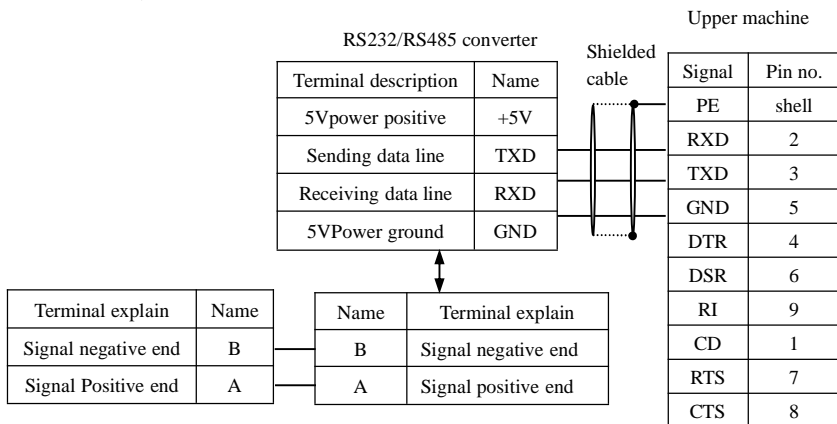 Upper machine
RS232/RS485 converter
Shielded
cable
Terminal description Name
5Vpower positive +5V
Sending data line TXD
Receiving data line RXD
5VPower ground GND
Signal Pin no.
PE shell
RXD 2
TXD 3
GND 5
DTR 4
DSR 6
RI 9
CD 1
RTS 7
CTS 8
Terminal explain Name
Signal negative end B
Signal Positive end A
Name Terminal explain
B Signal negative end
A Signal positive end